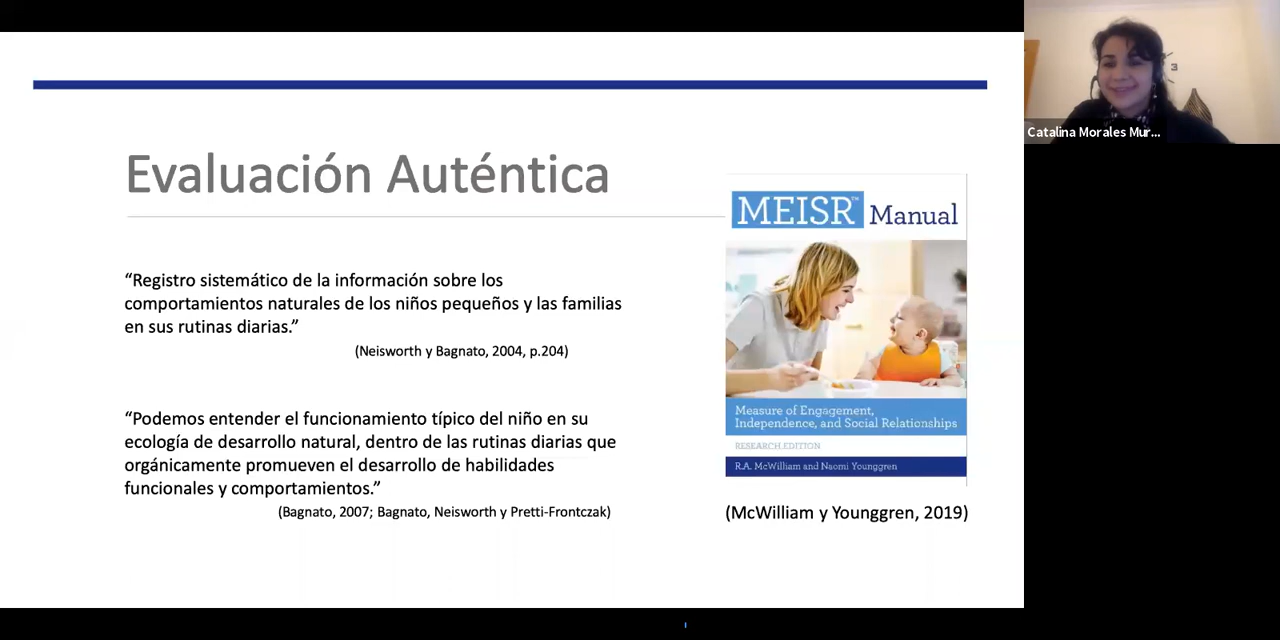 Evaluación Auténtica
“Registro sistemático de la información sobre los
comportamientos naturales de los niños pequeños y las familias
en sus rutinas diarias.”
(Neisworth y Bagnato, 2004, p.204)
“Podemos entender el funcionamiento típico del niño en su
ecología de desarrollo natural, dentro de las rutinas diarias que
orgánicamente promueven el desarrollo de habilidades
funcionales y comportamientos.”
(Bagnato, 2007; Bagnato, Neisworth y Pretti-Frontczak)
MEISR™ Manual
Measure of Engagement,
Independence, and Social Relationships
RESEARCH EDITION
R.A. McWilliam and Naomi Younggren
(McWilliam y Younggren, 2019)
Catalina Morales Mur...
3